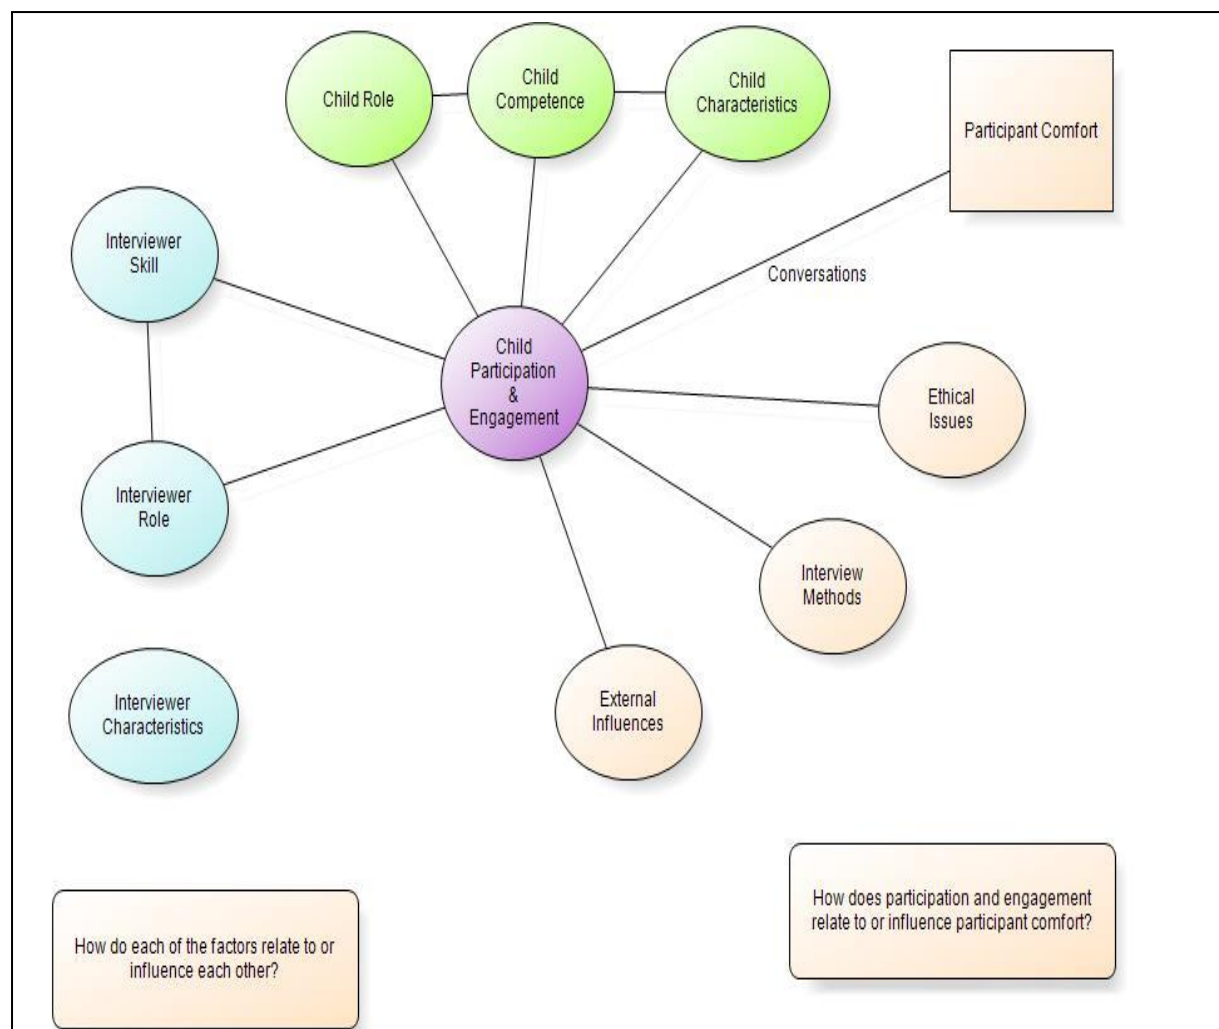 Child Role
Child
Competence
Child
Characteristics
Participant Comfort
Interviewer
Skill
Conversations
Child
Participation
&
Engagement
Ethical
Issues
Interviewer
Role
Interview
Methods
Interviewer
Characteristics
External
Influences
How do each of the factors relate to or
influence each other?
How does participation and engagement
relate to or influence participant comfort?